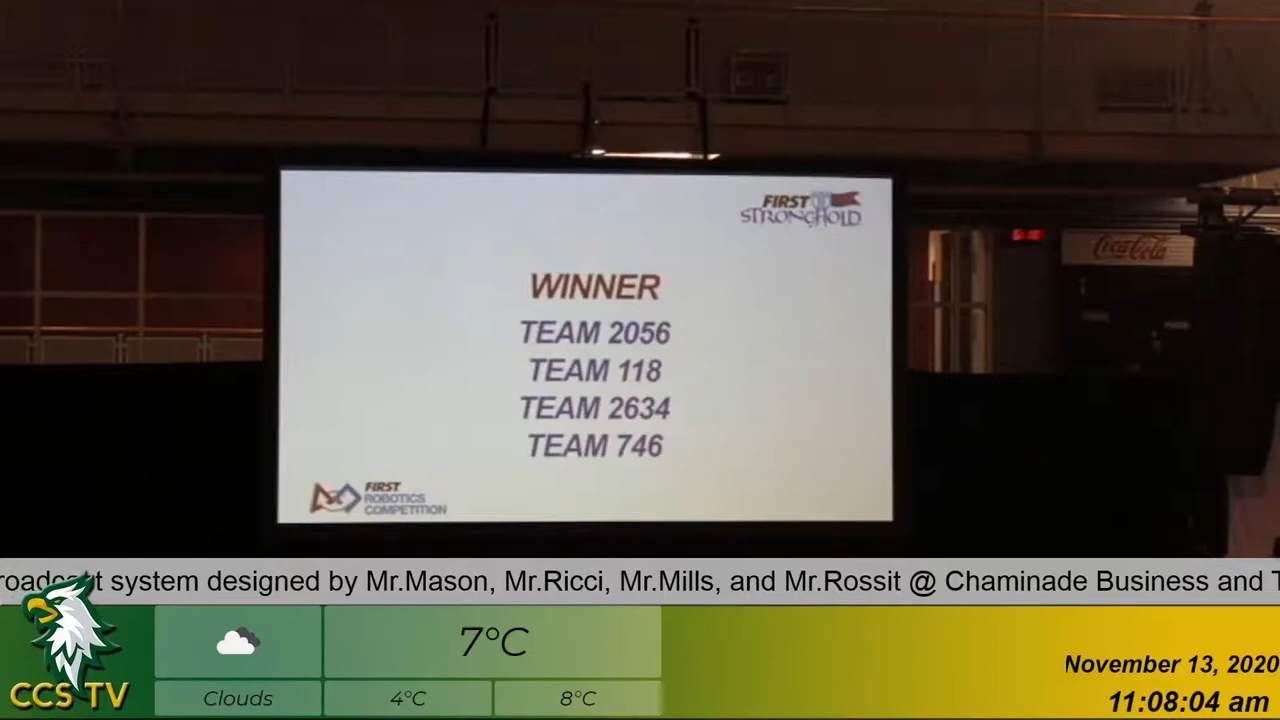 FIRST
STRONGHOLD
WINNER
TEAM 2056
TEAM 118
TEAM 2634
TEAM 746
FIRST
ROBOTICS
COMPETITION
Coca-Cola
system designed by Mr.Mason, Mr.Ricci, Mr.Mills, and Mr.Rossit @ Chaminade Business and
CCS TV
7°C
Clouds
4°C
8°C
November 13, 2020
11:08:04 am